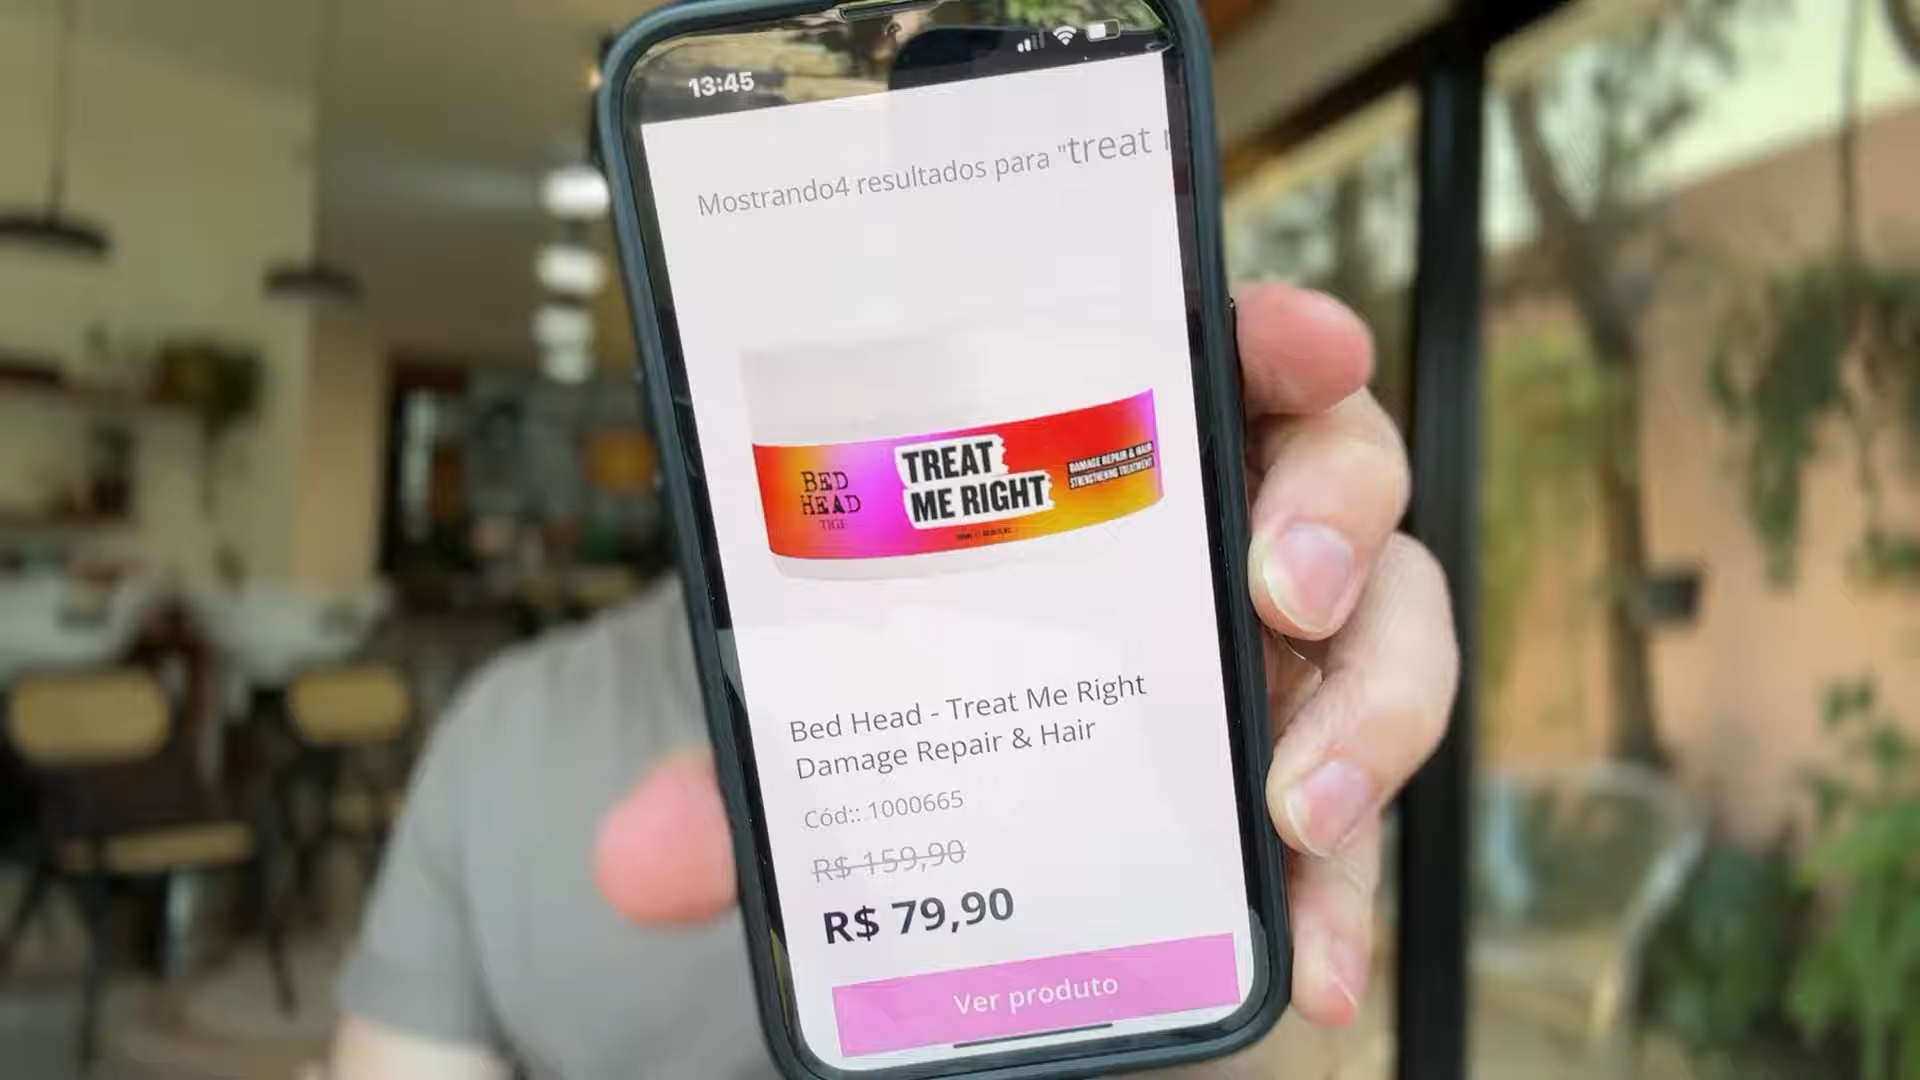 13:45
Mostrando4 resultados para "treat
BED
HEAD
TIGI
TREAT
ME RIGHT
DAMAGE REPAIR & HAIR
STRENGTHENING TREATMENT
Bed Head - Treat Me Right
Damage Repair & Hair
Cód:: 1000665
R$ 159,90
R$ 79,90
Ver produto